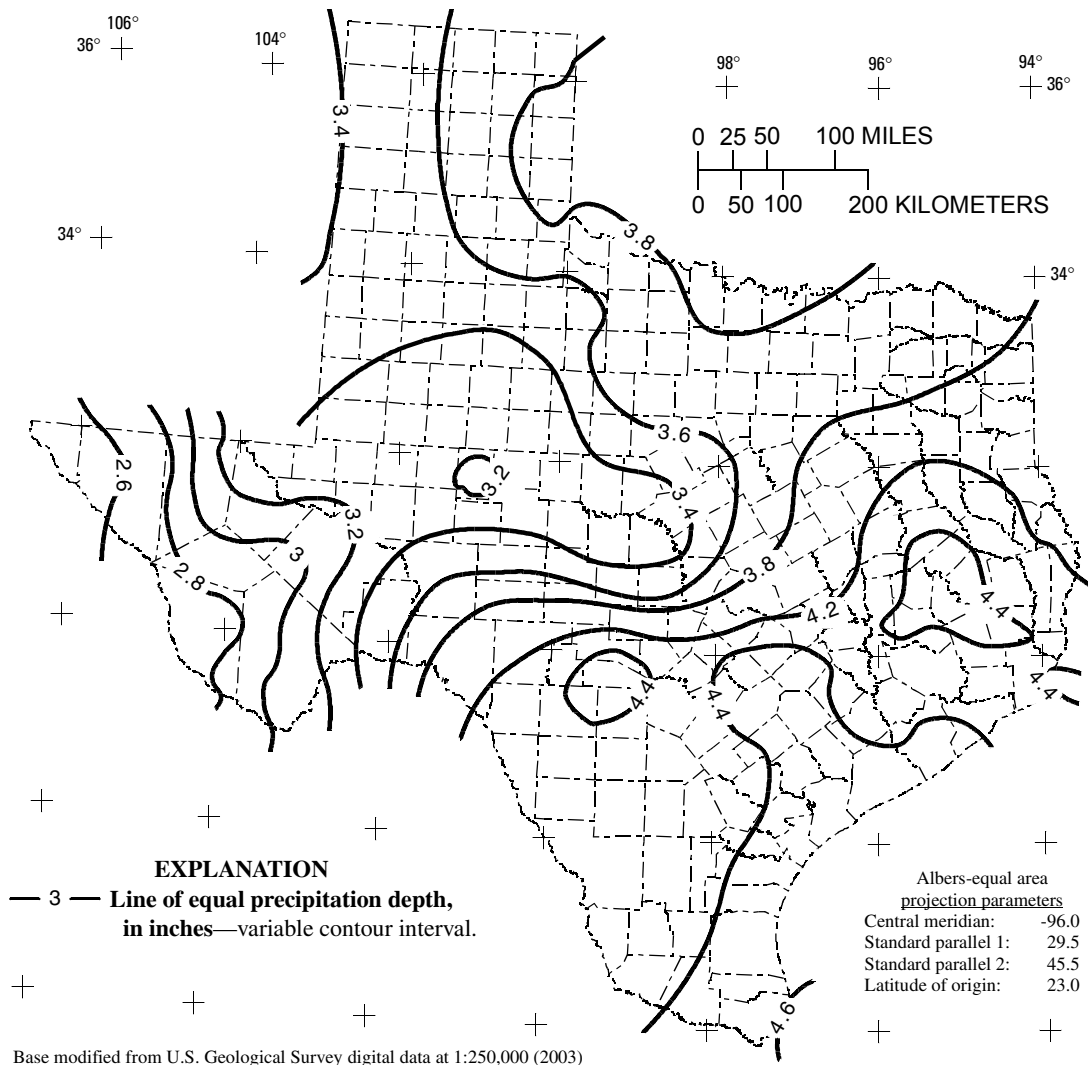 106°
36°
104°
98°
96°
94°
36°
0 25 50 100 MILES
0 50 100 200 KILOMETERS
3.4
34°
3.8
34°
3.6
2.6
3.2
3.4
3.2
3
2.8
3.8
4.2
4.4
4.4
4.4
4.4
4.6
EXPLANATION
3 Line of equal precipitation depth,
in inches—variable contour interval.
Albers-equal area
projection parameters
Central meridian: -96.0
Standard parallel 1: 29.5
Standard parallel 2: 45.5
Latitude of origin: 23.0
Base modified from U.S. Geological Survey digital data at 1:250,000 (2003)